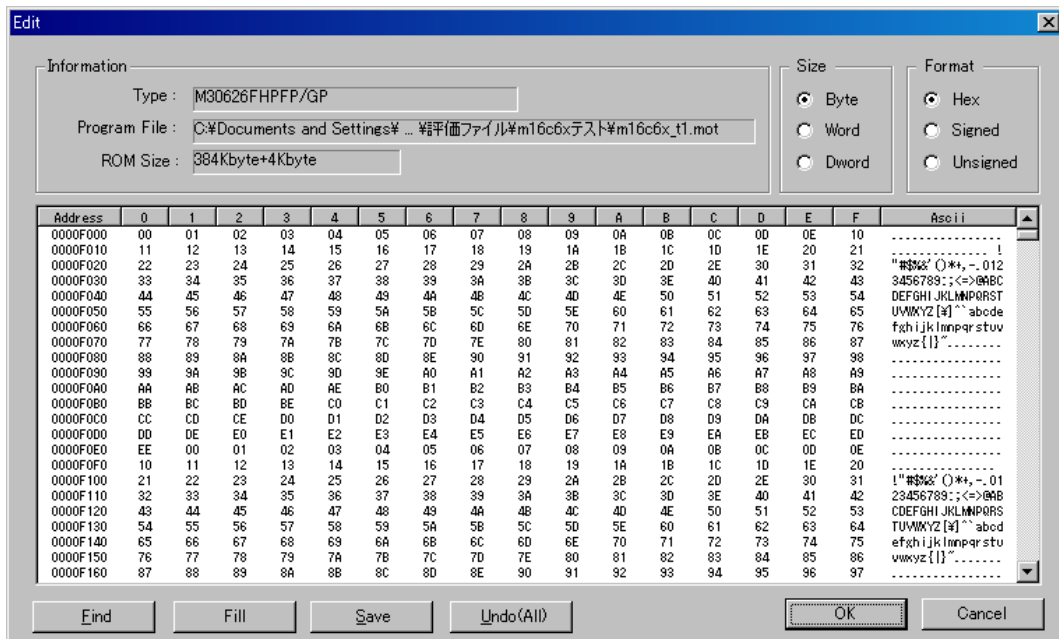 Edit
Information
Type : M30626FHPFP/GP
Program File : C:¥Documents and Settings¥ ... ¥評価ファイル¥m16c6xテスト¥m16c6x_t1.mot
ROM Size : 384Kbyte+4Kbyte
Size
Byte
Word
Dword
Format
Hex
Signed
Unsigned
Address 0 1 2 3 4 5 6 7 8 9 A B C D E F Ascii
0000F000 00 01 02 03 04 05 06 07 08 09 0A 0B 0C 0D 0E 10 ................
0000F010 11 12 13 14 15 16 17 18 19 1A 1B 1C 1D 1E 20 21 .............. !
0000F020 22 23 24 25 26 27 28 29 2A 2B 2C 2D 2E 30 31 32 "#$%&'()*+,-.012
0000F030 33 34 35 36 37 38 39 3A 3B 3C 3D 3E 40 41 42 43 3456789:;<=>@ABC
0000F040 44 45 46 47 48 49 4A 4B 4C 4D 4E 50 51 52 53 54 DEFGHIJKLMNPQRST
0000F050 55 56 57 58 59 5A 5B 5C 5D 5E 60 61 62 63 64 65 UVWXYZ[¥]^`abcde
0000F060 66 67 68 69 6A 6B 6C 6D 6E 70 71 72 73 74 75 76 fghijklmnpqrstuv
0000F070 77 78 79 7A 7B 7C 7D 7E 80 81 82 83 84 85 86 87 wxyz{|}~........
0000F080 88 89 8A 8B 8C 8D 8E 90 91 92 93 94 95 96 97 98 ................
0000F090 99 9A 9B 9C 9D 9E A0 A1 A2 A3 A4 A5 A6 A7 A8 A9 ................
0000F0A0 AA AB AC AD AE B0 B1 B2 B3 B4 B5 B6 B7 B8 B9 BA ................
0000F0B0 BB BC BD BE C0 C1 C2 C3 C4 C5 C6 C7 C8 C9 CA CB ................
0000F0C0 CC CD CE D0 D1 D2 D3 D4 D5 D6 D7 D8 D9 DA DB DC ................
0000F0D0 DD DE E0 E1 E2 E3 E4 E5 E6 E7 E8 E9 EA EB EC ED ................
0000F0E0 EE 00 01 02 03 04 05 06 07 08 09 0A 0B 0C 0D 0E ................
0000F0F0 10 11 12 13 14 15 16 17 18 19 1A 1B 1C 1D 1E 20 ...............
0000F100 21 22 23 24 25 26 27 28 29 2A 2B 2C 2D 2E 30 31 !"#$%&'()*+,-.01
0000F110 32 33 34 35 36 37 38 39 3A 3B 3C 3D 3E 40 41 42 23456789:;<=>@AB
0000F120 43 44 45 46 47 48 49 4A 4B 4C 4D 4E 50 51 52 53 CDEFGHIJKLMNPQRS
0000F130 54 55 56 57 58 59 5A 5B 5C 5D 5E 60 61 62 63 64 TUVWXYZ[¥]^`abcd
0000F140 65 66 67 68 69 6A 6B 6C 6D 6E 70 71 72 73 74 75 efghijklmnpqrstu
0000F150 76 77 78 79 7A 7B 7C 7D 7E 80 81 82 83 84 85 86 vwxyz{|}~.......
0000F160 87 88 89 8A 8B 8C 8D 8E 90 91 92 93 94 95 96 97 ................
Find
Fill
Save
Undo(All)
OK
Cancel